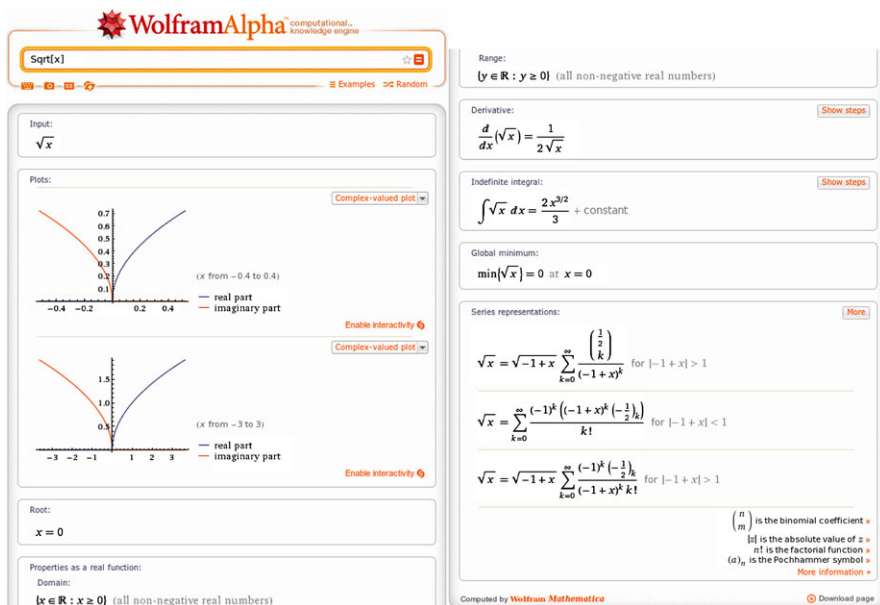 WolframAlpha computational knowledge engine
Sqrt[x]
Examples Random
Input:
√x
Plots:
Complex-valued plot
0.7
0.6
0.5
0.4
0.3
0.2
0.1
−0.4 −0.2 0.2 0.4
(x from −0.4 to 0.4)
real part
imaginary part
Enable interactivity
Complex-valued plot
1.5
1.0
0.5
−3 −2 −1 1 2 3
(x from −3 to 3)
real part
imaginary part
Enable interactivity
Root:
x = 0
Properties as a real function:
Domain:
{x ∈ ℝ : x ≥ 0} (all non-negative real numbers)
Range:
{y ∈ ℝ : y ≥ 0} (all non-negative real numbers)
Derivative: Show steps
d/dx(√x) = 1/(2√x)
Indefinite integral: Show steps
∫√x dx = 2 x^(3/2)/3 + constant
Global minimum:
min{√x} = 0 at x = 0
Series representations: More
√x = √(−1 + x) ∑_{k=0}^{∞} (1/2 k)/(−1 + x)^k for |−1 + x| > 1
√x = ∑_{k=0}^{∞} (−1)^k ((−1 + x)^k (−1/2)_k)/k! for |−1 + x| < 1
√x = √(−1 + x) ∑_{k=0}^{∞} (−1)^k (−1/2)_k/((−1 + x)^k k!) for |−1 + x| > 1
(n m) is the binomial coefficient »
|z| is the absolute value of z »
n! is the factorial function »
(a)_n is the Pochhammer symbol »
More information »
Computed by Wolfram Mathematica Download page